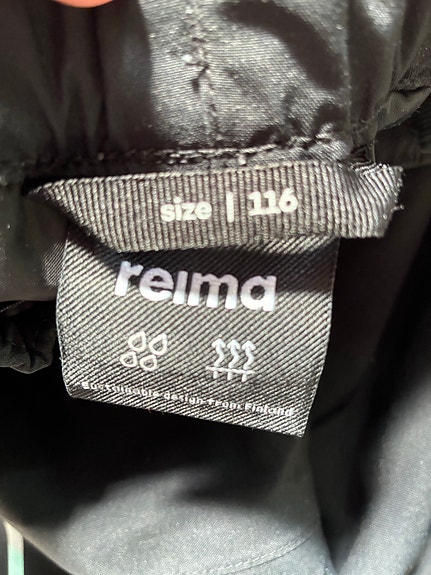 size | 116
reima
Sustainable design from Finland